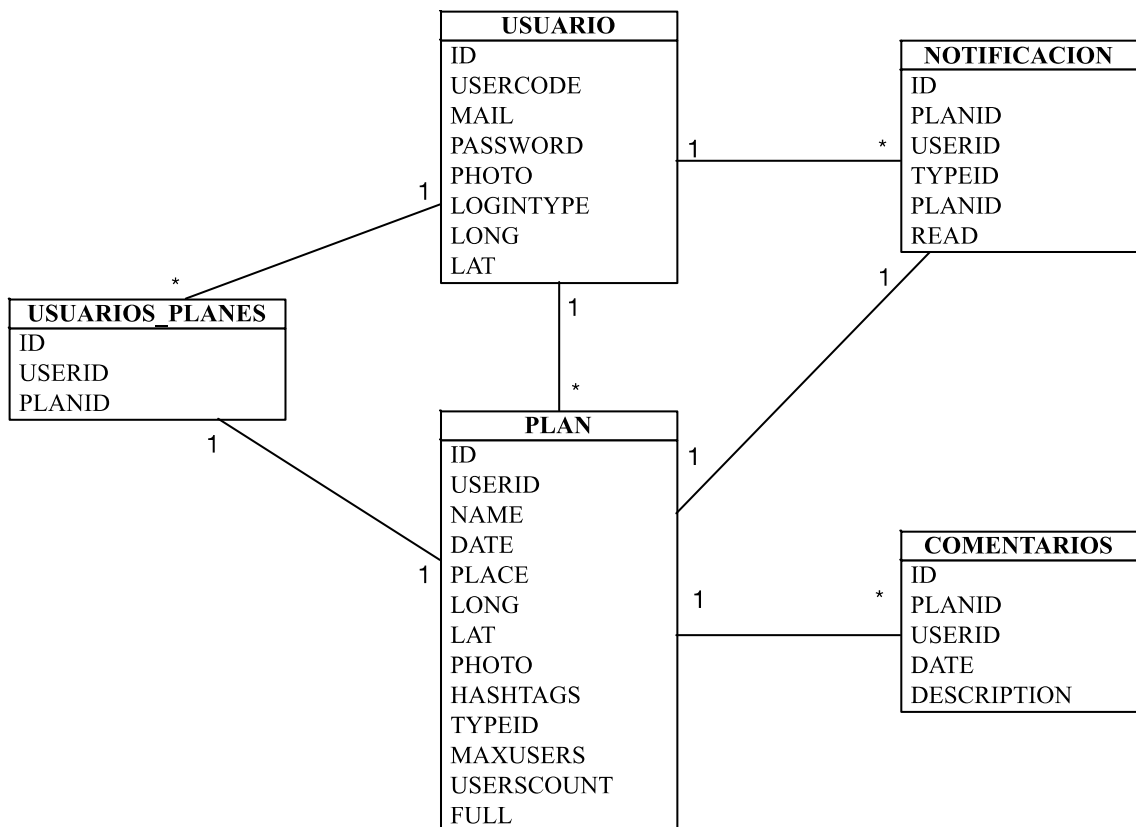 USUARIO
ID
USERCODE
MAIL
PASSWORD
PHOTO
LOGINTYPE
LONG
LAT
NOTIFICACION
ID
PLANID
USERID
TYPEID
PLANID
READ
1
*
1
*
1
*
1
1
USUARIOS_PLANES
ID
USERID
PLANID
1
1
PLAN
ID
USERID
NAME
DATE
PLACE
LONG
LAT
PHOTO
HASHTAGS
TYPEID
MAXUSERS
USERSCOUNT
FULL
1
*
COMENTARIOS
ID
PLANID
USERID
DATE
DESCRIPTION